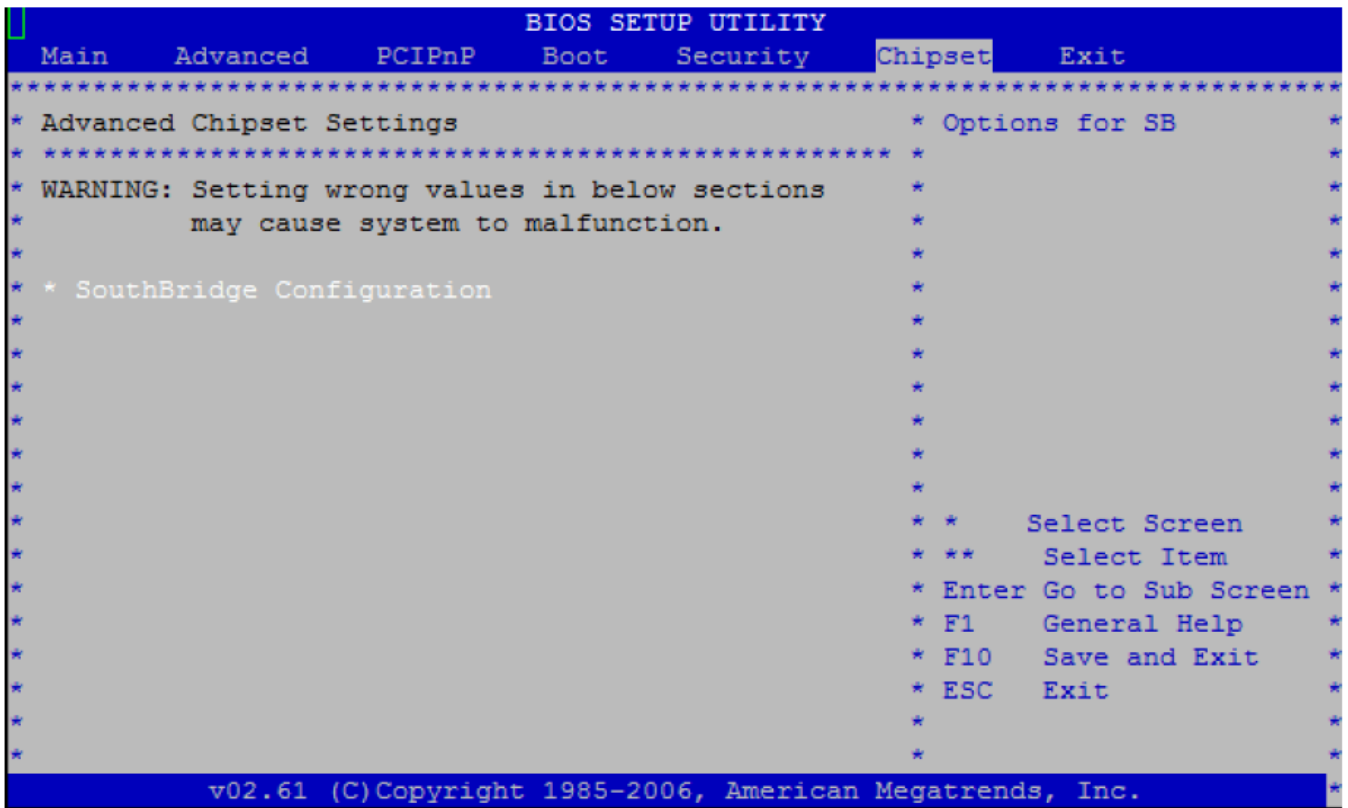 BIOS SETUP UTILITY
Main Advanced PCIPnP Boot Security Chipset Exit
********************************************************************************
* Advanced Chipset Settings * Options for SB *
* *************************************************** * *
* WARNING: Setting wrong values in below sections * *
* may cause system to malfunction. * *
* * *
* * SouthBridge Configuration * *
* * *
* * *
* * *
* * *
* * *
* * *
* * * Select Screen *
* * ** Select Item *
* * Enter Go to Sub Screen *
* * F1 General Help *
* * F10 Save and Exit *
* * ESC Exit *
* * *
* * *
v02.61 (C)Copyright 1985-2006, American Megatrends, Inc. *